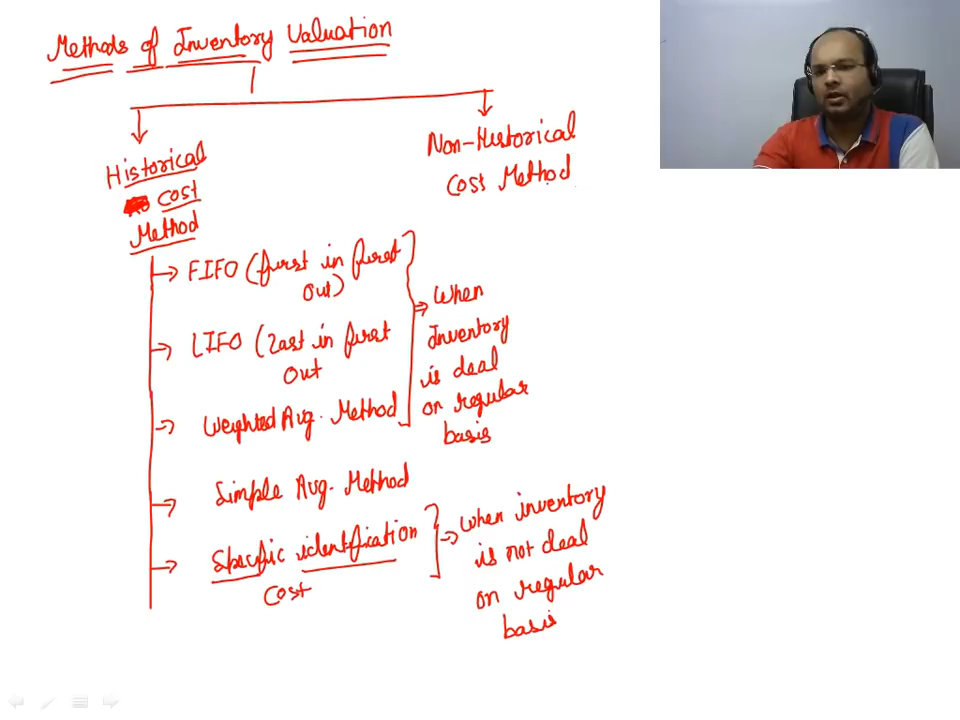 Methods of Inventory Valuation
Historical
Cost
Method
Non-Historical
Cost Method
FIFO (first in first
out)
LIFO (Last in first
out
Weighted Avg. Method
When
Inventory
is deal
on regular
basis
Simple Avg. Method
Specific identification
Cost
When inventory
is not deal
on regular
basis